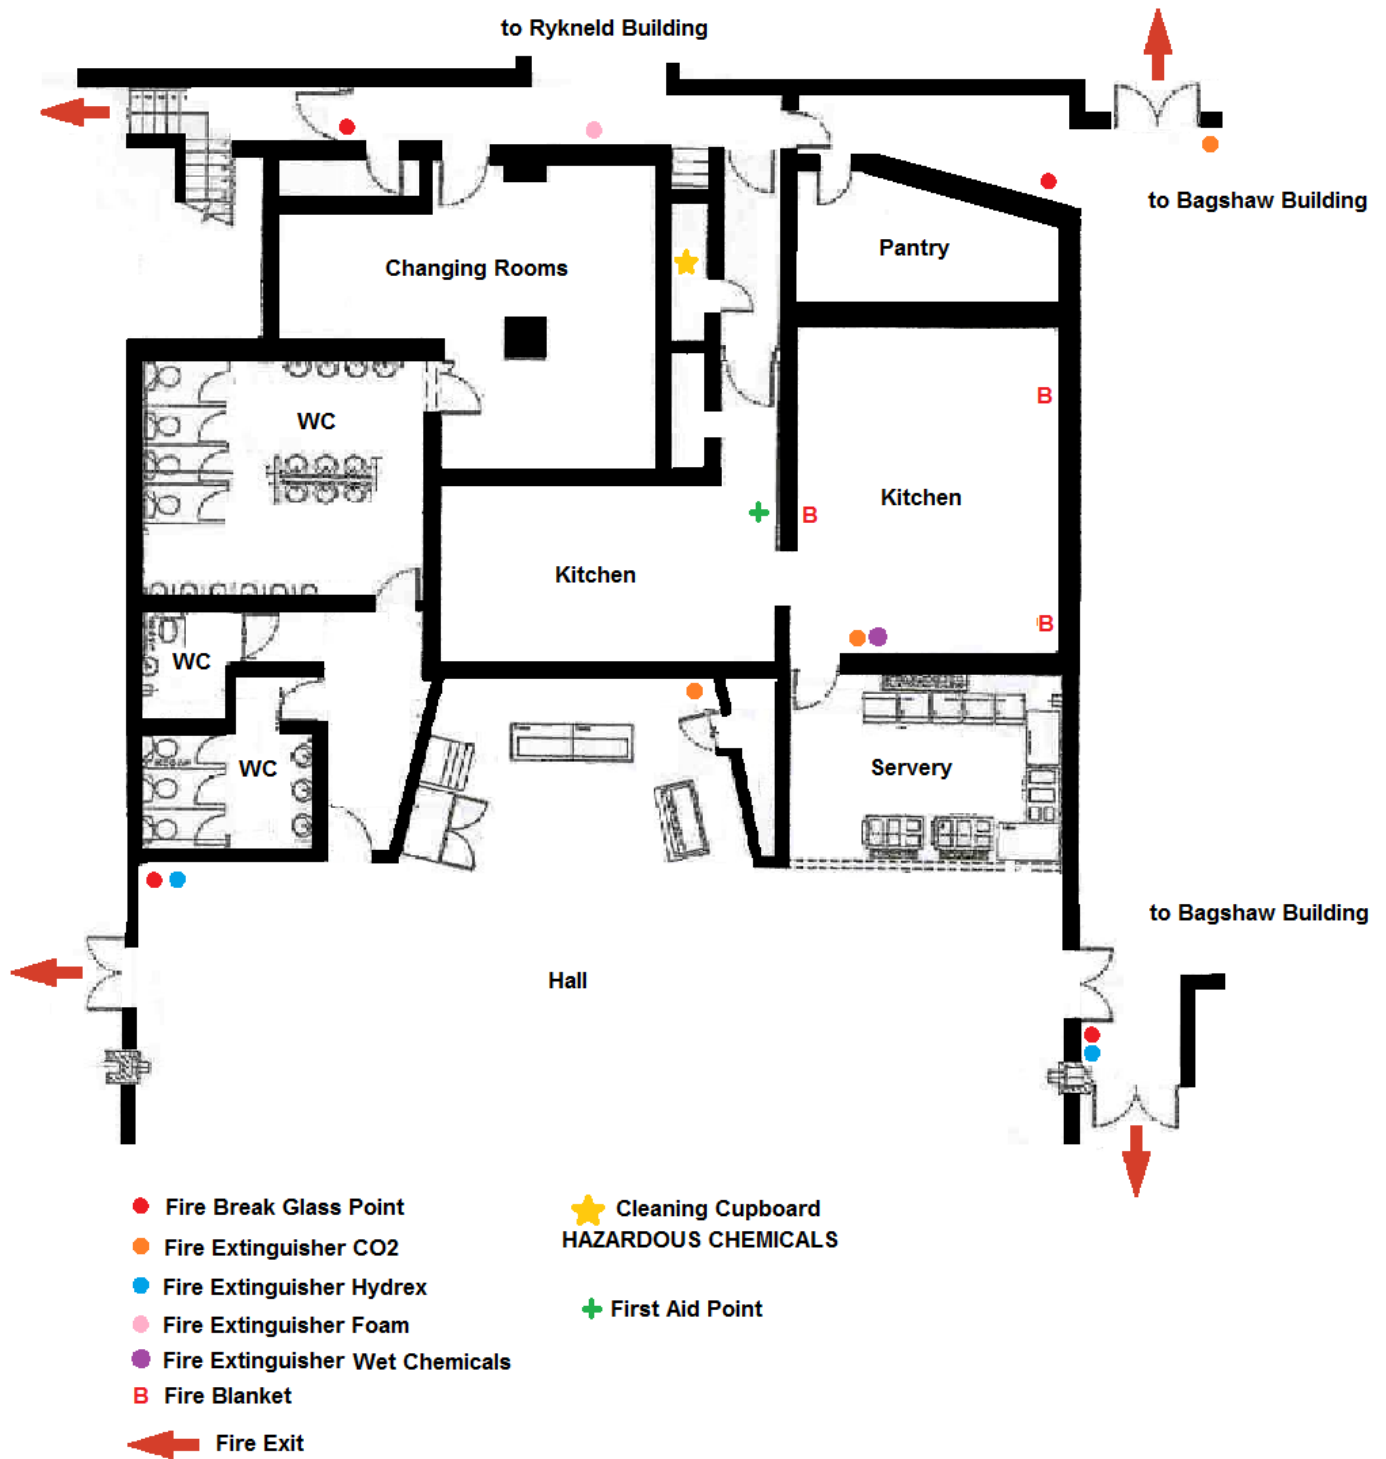 to Rykneld Building
to Bagshaw Building
Pantry
Changing Rooms
B
WC
Kitchen
B
Kitchen
B
WC
WC
Servery
to Bagshaw Building
Hall
Fire Break Glass Point
Fire Extinguisher CO2
Fire Extinguisher Hydrex
Fire Extinguisher Foam
Fire Extinguisher Wet Chemicals
B Fire Blanket
Fire Exit
Cleaning Cupboard
HAZARDOUS CHEMICALS
First Aid Point